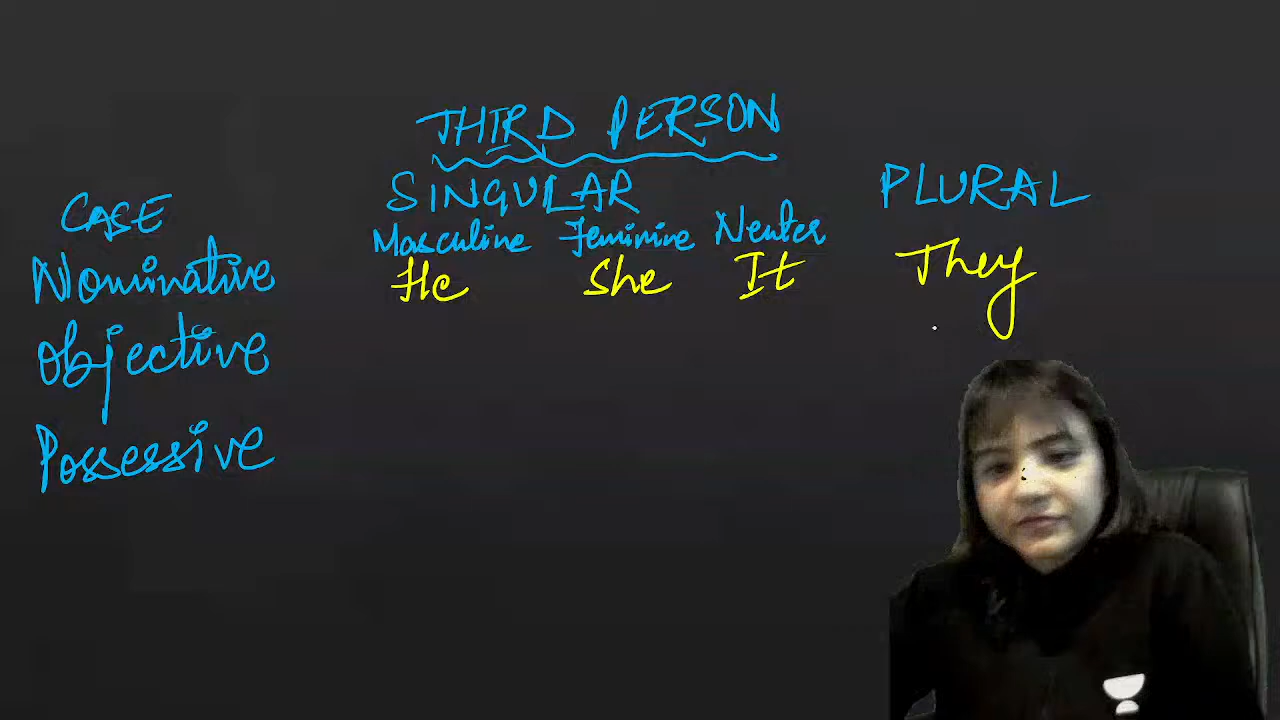 THIRD PERSON
SINGULAR PLURAL
CASE Masculine Feminine Neuter
Nominative He She It They
Objective
Possessive